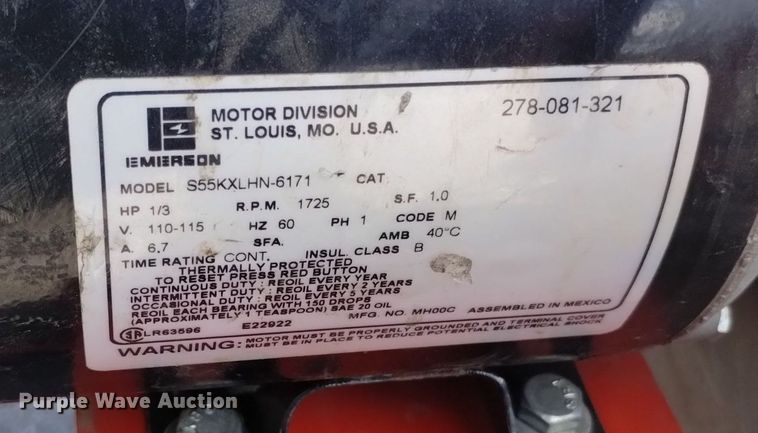 MOTOR DIVISION 278-081-321
ST. LOUIS, MO. U.S.A.
EMERSON
MODEL S55KXLHN-6171 CAT
HP 1/3 R.P.M. 1725 S.F. 1.0
V. 110-115 HZ 60 PH 1 CODE M
A. 6.7 SFA. AMB 40°C
TIME RATING CONT. INSUL. CLASS B
THERMALLY PROTECTED
TO RESET PRESS RED BUTTON
CONTINUOUS DUTY : REOIL EVERY YEAR
INTERMITTENT DUTY : REOIL EVERY 2 YEARS
OCCASIONAL DUTY : REOIL EVERY YEARS
REOIL EACH BEARING WITH 150 DROPS
(APPROXIMATELY 1 TEASPOON) SAE 20 OIL
MFG. NO. MH00C ASSEMBLED IN MEXICO
LR63596 E22922
WARNING: MOTOR MUST BE PROPERLY GROUNDED AND TERMINAL COVER
MUST BE IN PLACE TO REDUCE POTENTIAL ELECTRICAL SHOCK
Purple Wave Auction